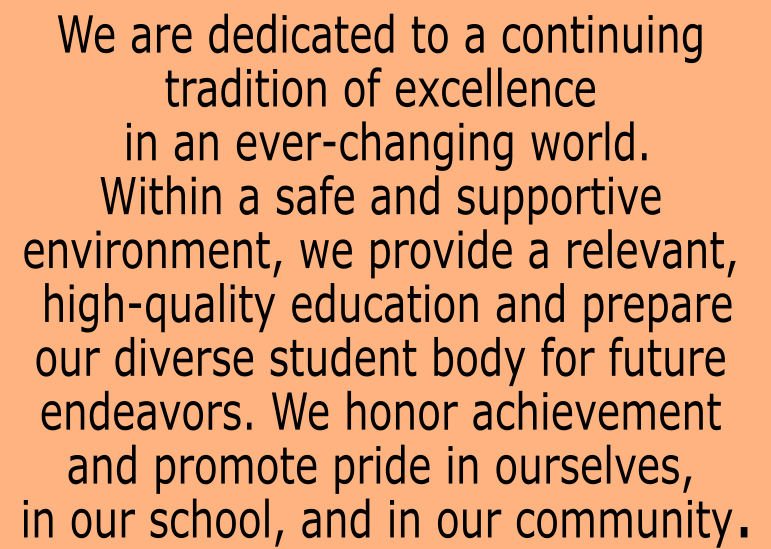 We are dedicated to a continuing
tradition of excellence
in an ever-changing world.
Within a safe and supportive
environment, we provide a relevant,
high-quality education and prepare
our diverse student body for future
endeavors. We honor achievement
and promote pride in ourselves,
in our school, and in our community.